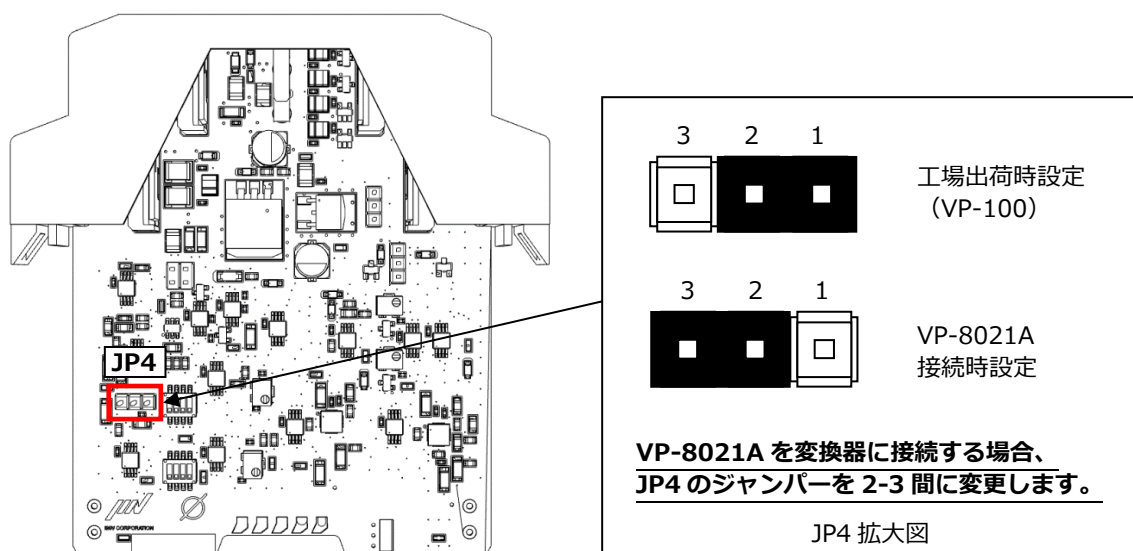 JP4
3 2 1
工場出荷時設定
（VP-100）
3 2 1
VP-8021A
接続時設定
VP-8021A を変換器に接続する場合、
JP4 のジャンパーを 2-3 間に変更します。
JP4 拡大図